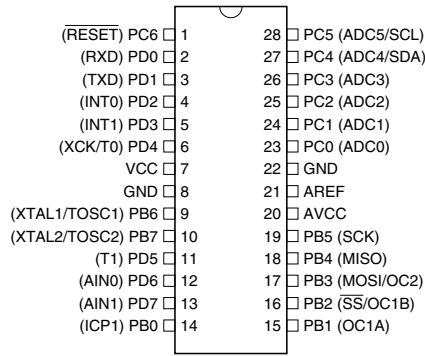 (RESET) PC6 1 28 PC5 (ADC5/SCL)
(RXD) PD0 2 27 PC4 (ADC4/SDA)
(TXD) PD1 3 26 PC3 (ADC3)
(INT0) PD2 4 25 PC2 (ADC2)
(INT1) PD3 5 24 PC1 (ADC1)
(XCK/T0) PD4 6 23 PC0 (ADC0)
VCC 7 22 GND
GND 8 21 AREF
(XTAL1/TOSC1) PB6 9 20 AVCC
(XTAL2/TOSC2) PB7 10 19 PB5 (SCK)
(T1) PD5 11 18 PB4 (MISO)
(AIN0) PD6 12 17 PB3 (MOSI/OC2)
(AIN1) PD7 13 16 PB2 (SS/OC1B)
(ICP1) PB0 14 15 PB1 (OC1A)